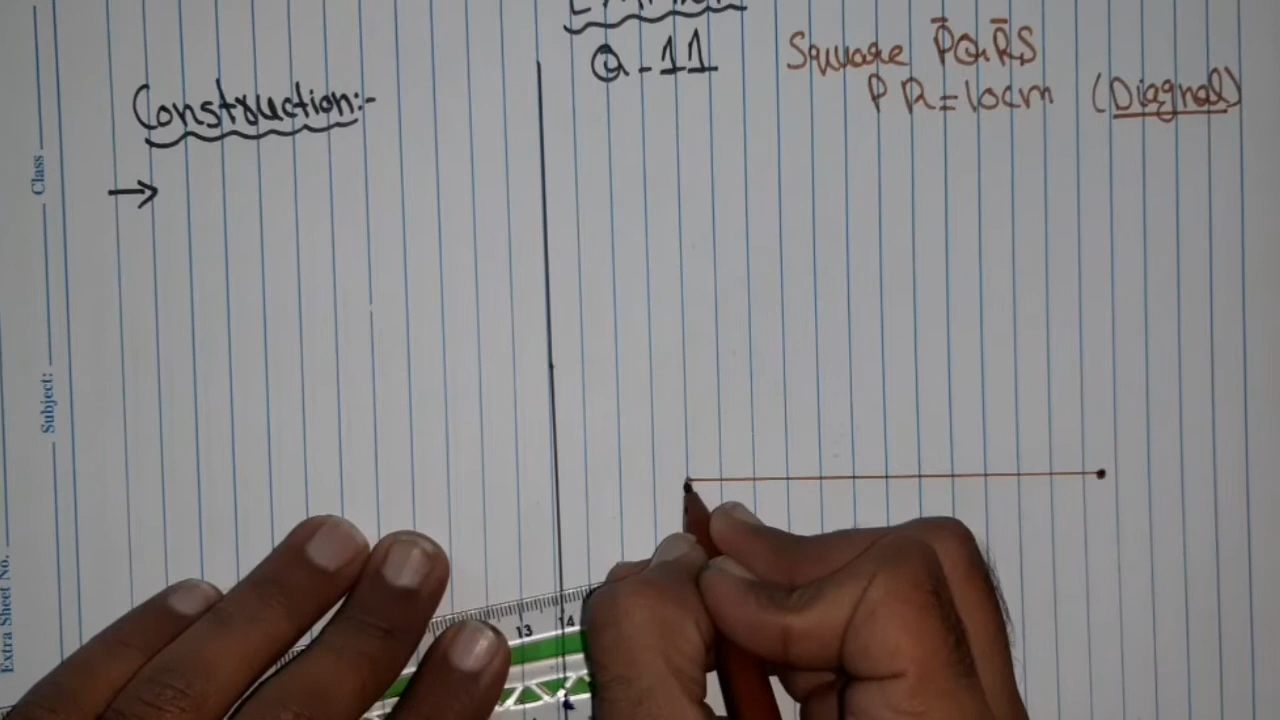 Q-11
Square PQRS
PR=10cm (Diagnal)
Construction:-
→
Class
Subject:
Extra Sheet No.
13 14